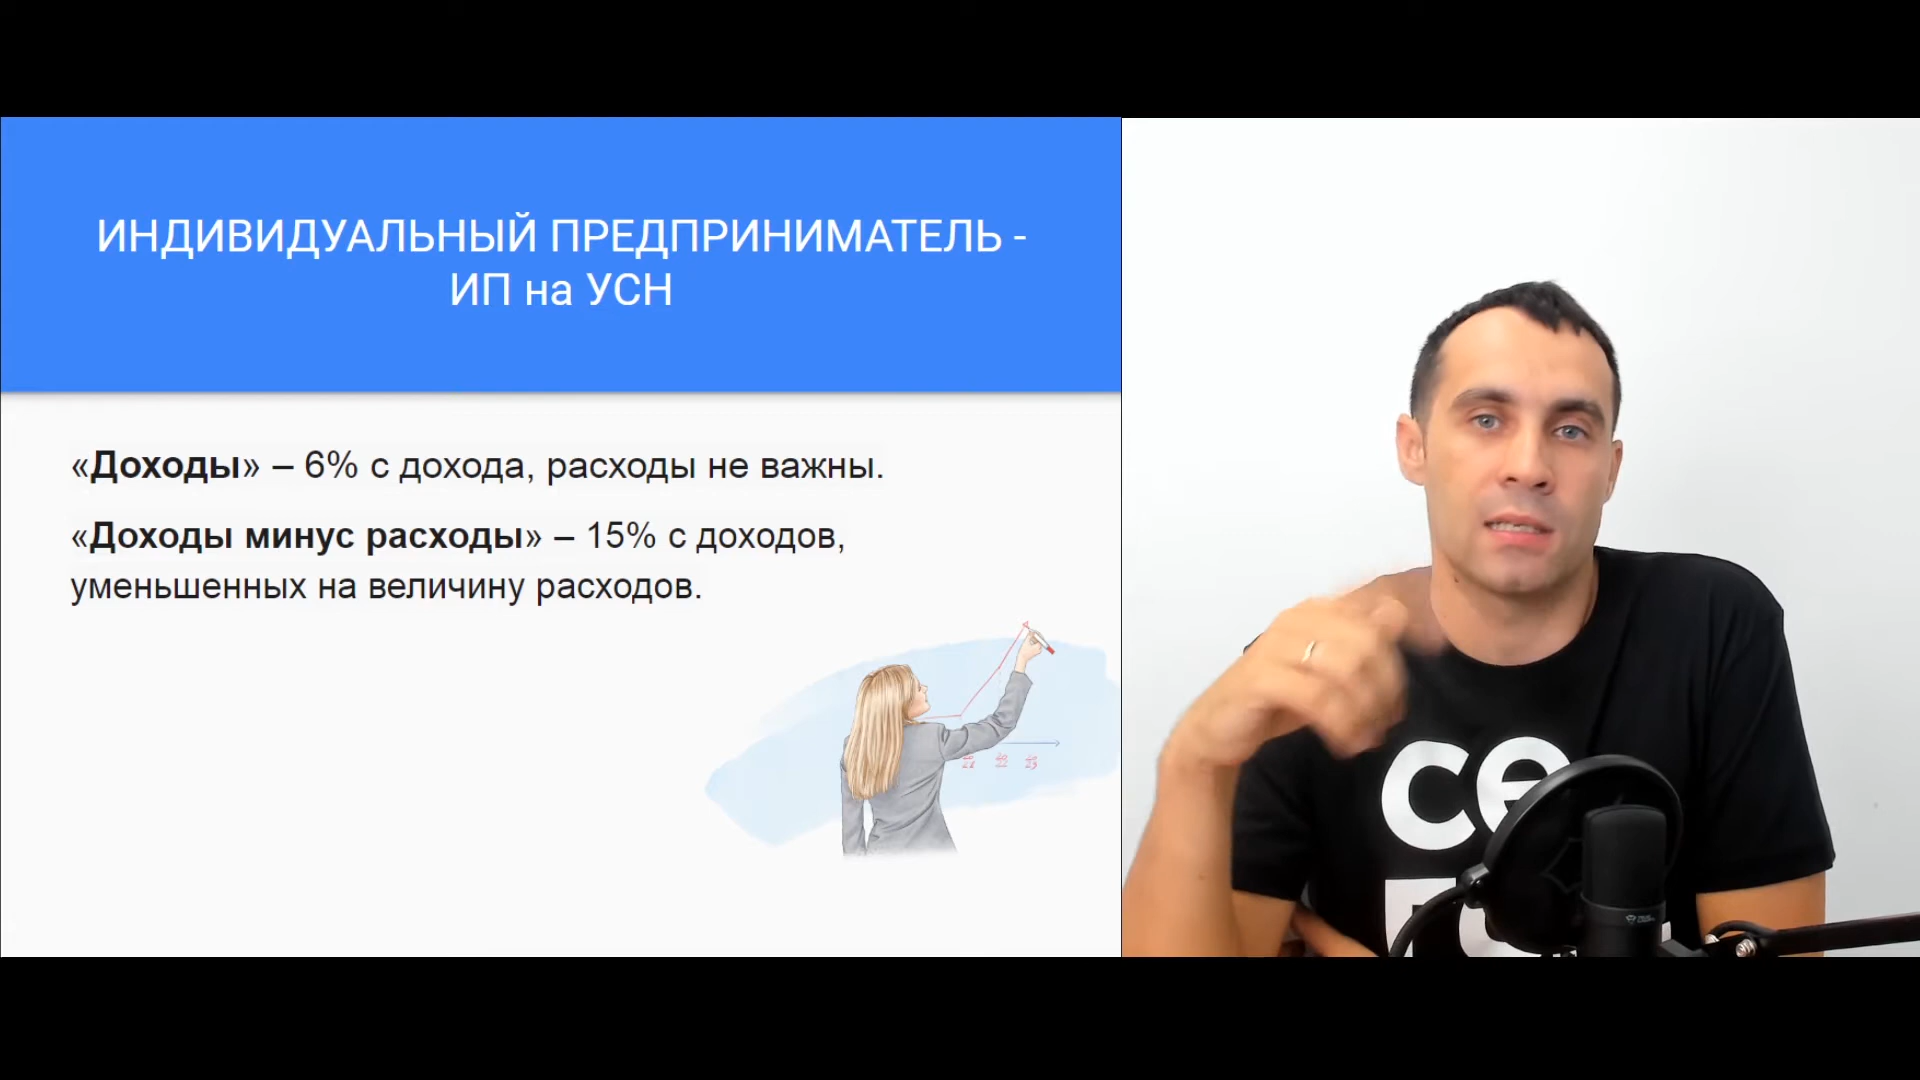 ИНДИВИДУАЛЬНЫЙ ПРЕДПРИНИМАТЕЛЬ -
ИП на УСН
«Доходы» – 6% с дохода, расходы не важны.
«Доходы минус расходы» – 15% с доходов,
уменьшенных на величину расходов.
се